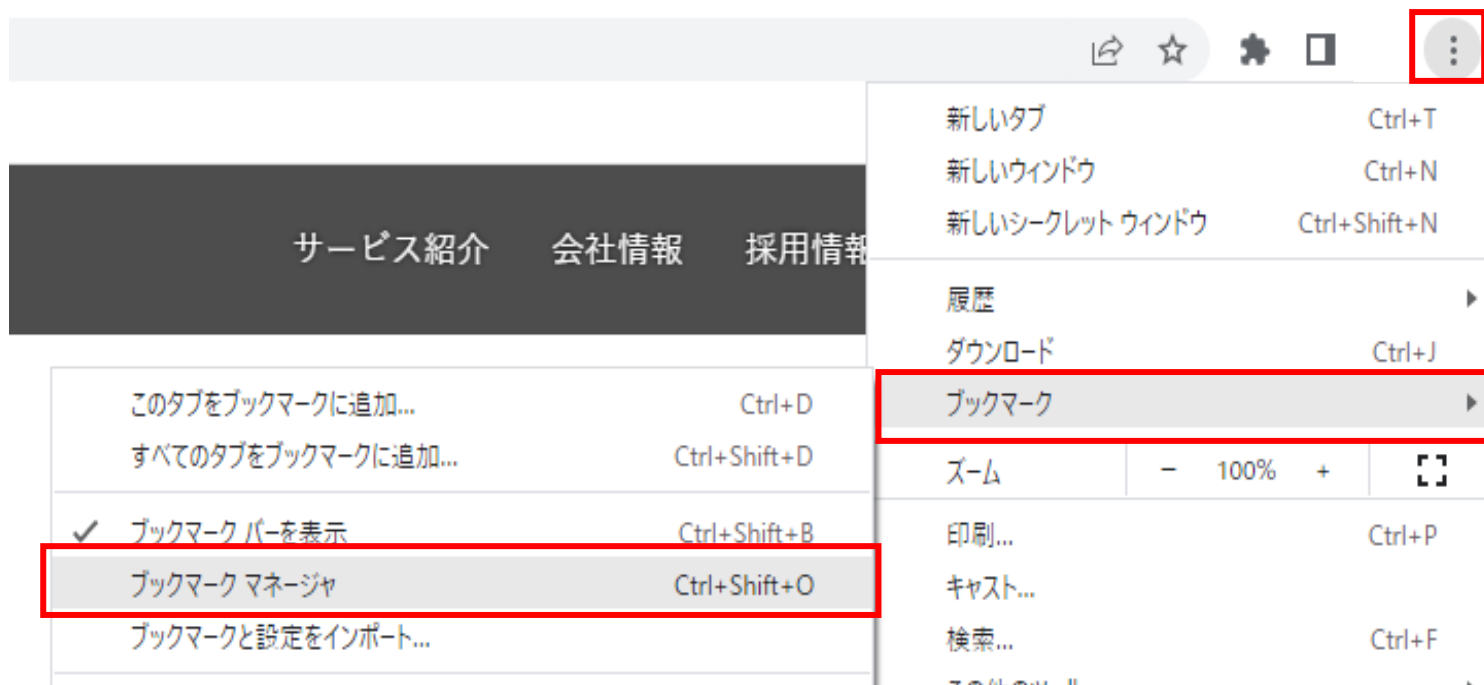 新しいタブ Ctrl+T
新しいウィンドウ Ctrl+N
新しいシークレット ウィンドウ Ctrl+Shift+N
サービス紹介 会社情報 採用情報
履歴
ダウンロード Ctrl+J
ブックマーク
このタブをブックマークに追加... Ctrl+D
すべてのタブをブックマークに追加... Ctrl+Shift+D
ブックマーク バーを表示 Ctrl+Shift+B
ブックマーク マネージャ Ctrl+Shift+O
ブックマークと設定をインポート...
ズーム - 100% +
印刷... Ctrl+P
キャスト...
検索... Ctrl+F